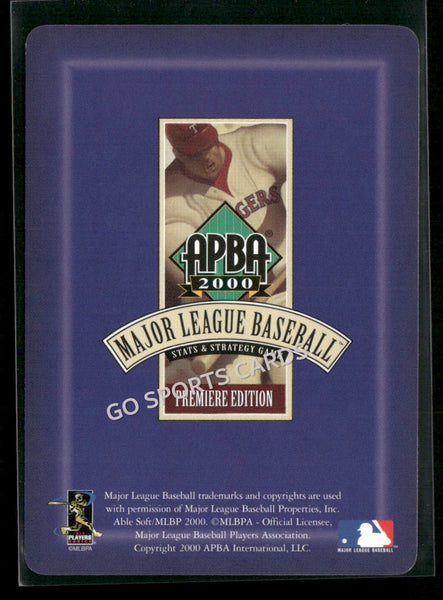 T
GERS
APBA®
2000
MAJOR LEAGUE BASEBALL™
STATS & STRATEGY GAME
GO SPORTS CARDS
PREMIERE EDITION
Major League Baseball trademarks and copyrights are used
with permission of Major League Baseball Properties, Inc.
Able Soft/MLBP 2000. ©MLBPA - Official Licensee,
Major League Baseball Players Association.
Copyright 2000 APBA International, LLC.
PLAYERS
CHOICE
©MLBPA
MAJOR LEAGUE BASEBALL